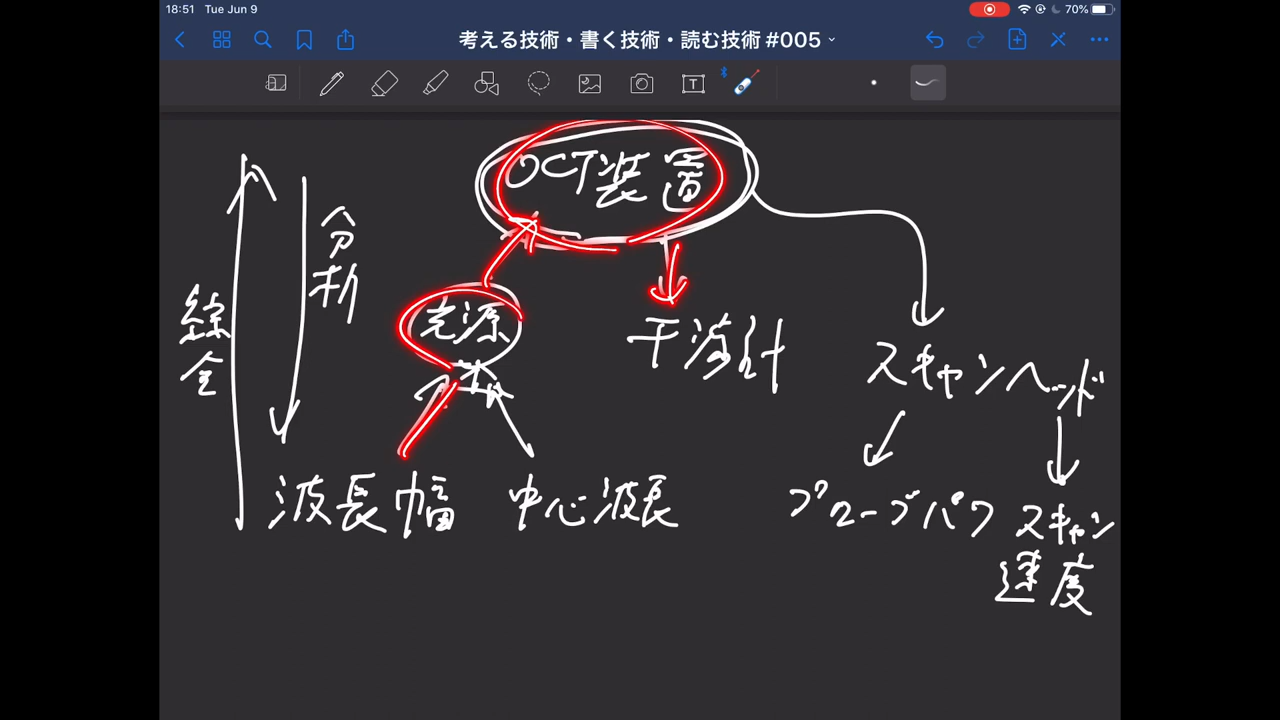 18:51 Tue Jun 9
70%
考える技術・書く技術・読む技術 #005
T
OCT装置
分析
綜合
光源
干渉計
スキャンヘッド
波長幅
中心波長
プローブパワ
スキャン
速度